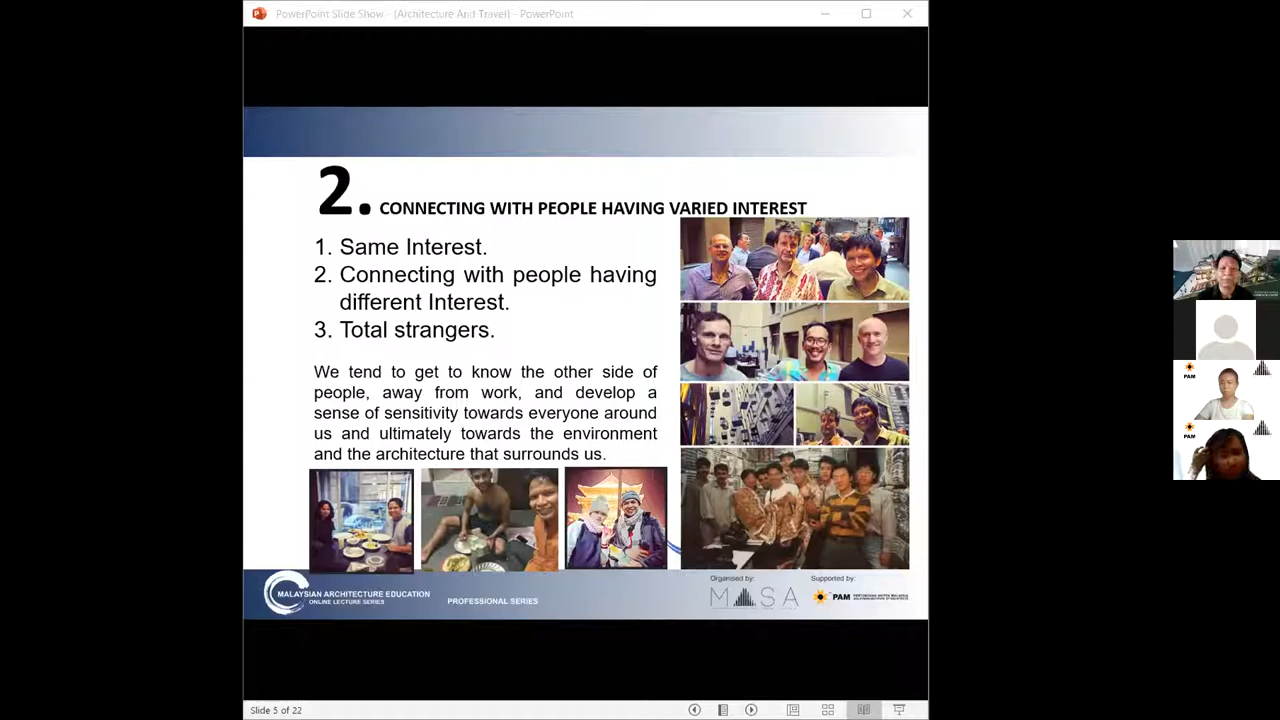 PowerPoint Slide Show - [Architecture And Travel] - PowerPoint
2. CONNECTING WITH PEOPLE HAVING VARIED INTEREST
1. Same Interest.
2. Connecting with people having
different Interest.
3. Total strangers.
We tend to get to know the other side of
people, away from work, and develop a
sense of sensitivity towards everyone around
us and ultimately towards the environment
and the architecture that surrounds us.
MALAYSIAN ARCHITECTURE EDUCATION
ONLINE LECTURE SERIES
PROFESSIONAL SERIES
Organised by:
MASA
Supported by:
PAM
Slide 5 of 22
PAM
PAM